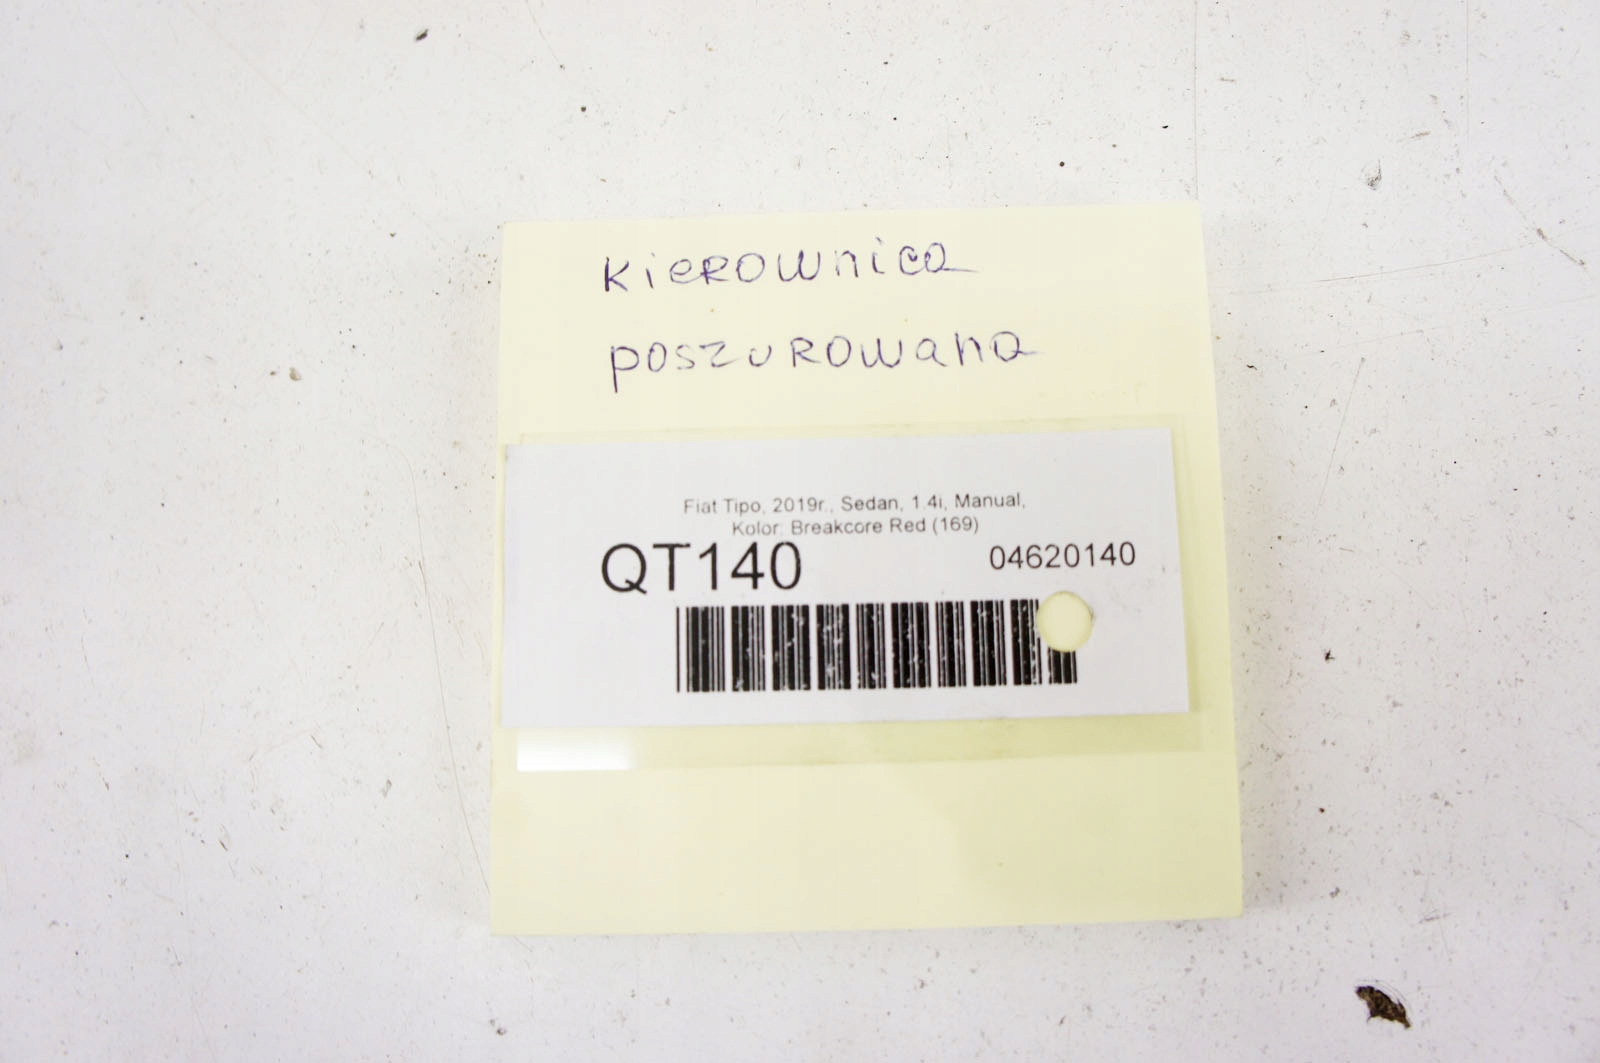 Kierownica
poszurowana
Fiat Tipo, 2019r., Sedan, 1.4i, Manual,
Kolor: Breakcore Red (169)
QT140
04620140